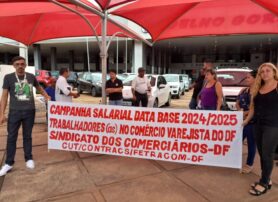 CAMPANHA SALARIAL DATA BASE 2024/2025
TRABALHADORES (as) NO COMÉRCIO VAREJISTA DO DF
SINDICATO DOS COMERCIÁRIOS-DF
CUT/CONTRACS/FETRACOM-DF